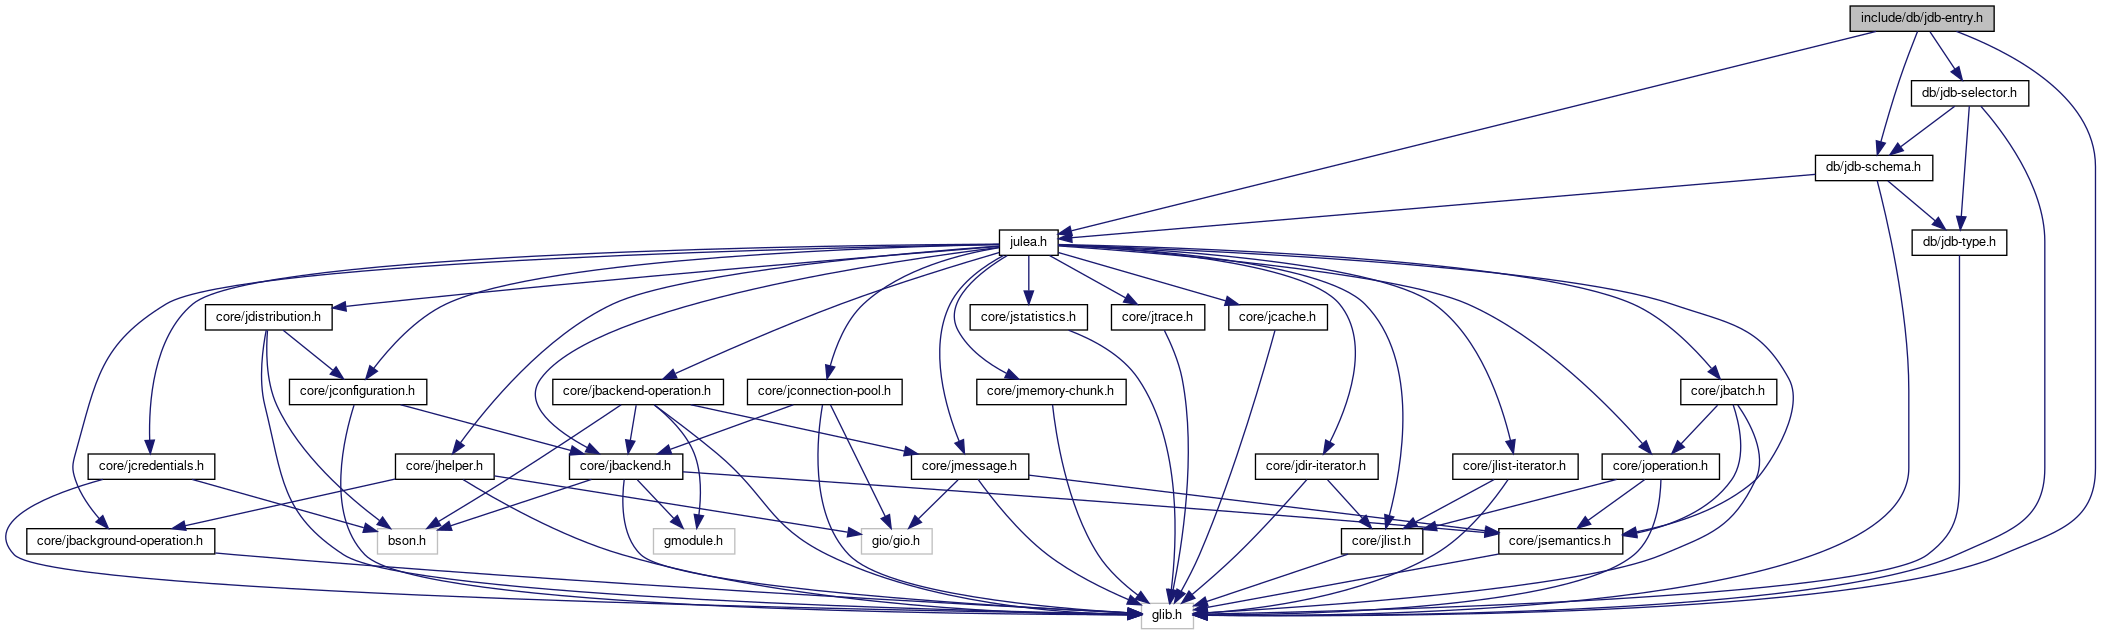 include/db/jdb-entry.h
db/jdb-selector.h
db/jdb-schema.h
julea.h
db/jdb-type.h
core/jdistribution.h
core/jstatistics.h
core/jtrace.h
core/jcache.h
core/jconfiguration.h
core/jbackend-operation.h
core/jconnection-pool.h
core/jmemory-chunk.h
core/jbatch.h
core/jcredentials.h
core/jhelper.h
core/jbackend.h
core/jmessage.h
core/jdir-iterator.h
core/jlist-iterator.h
core/joperation.h
core/jbackground-operation.h
bson.h
gmodule.h
gio/gio.h
core/jlist.h
core/jsemantics.h
glib.h